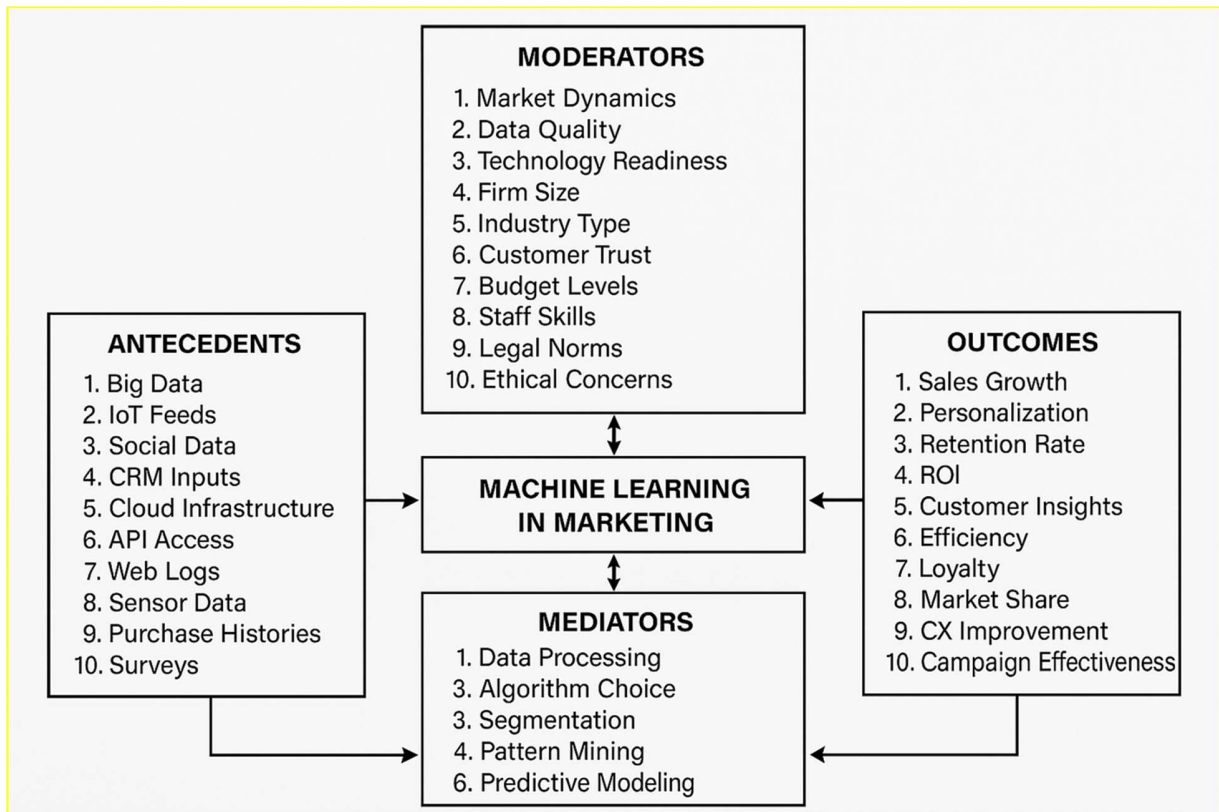 MODERATORS
1. Market Dynamics
2. Data Quality
3. Technology Readiness
4. Firm Size
5. Industry Type
6. Customer Trust
7. Budget Levels
8. Staff Skills
9. Legal Norms
10. Ethical Concerns
ANTECEDENTS
1. Big Data
2. IoT Feeds
3. Social Data
4. CRM Inputs
5. Cloud Infrastructure
6. API Access
7. Web Logs
8. Sensor Data
9. Purchase Histories
10. Surveys
MACHINE LEARNING
IN MARKETING
OUTCOMES
1. Sales Growth
2. Personalization
3. Retention Rate
4. ROI
5. Customer Insights
6. Efficiency
7. Loyalty
8. Market Share
9. CX Improvement
10. Campaign Effectiveness
MEDIATORS
1. Data Processing
3. Algorithm Choice
3. Segmentation
4. Pattern Mining
6. Predictive Modeling